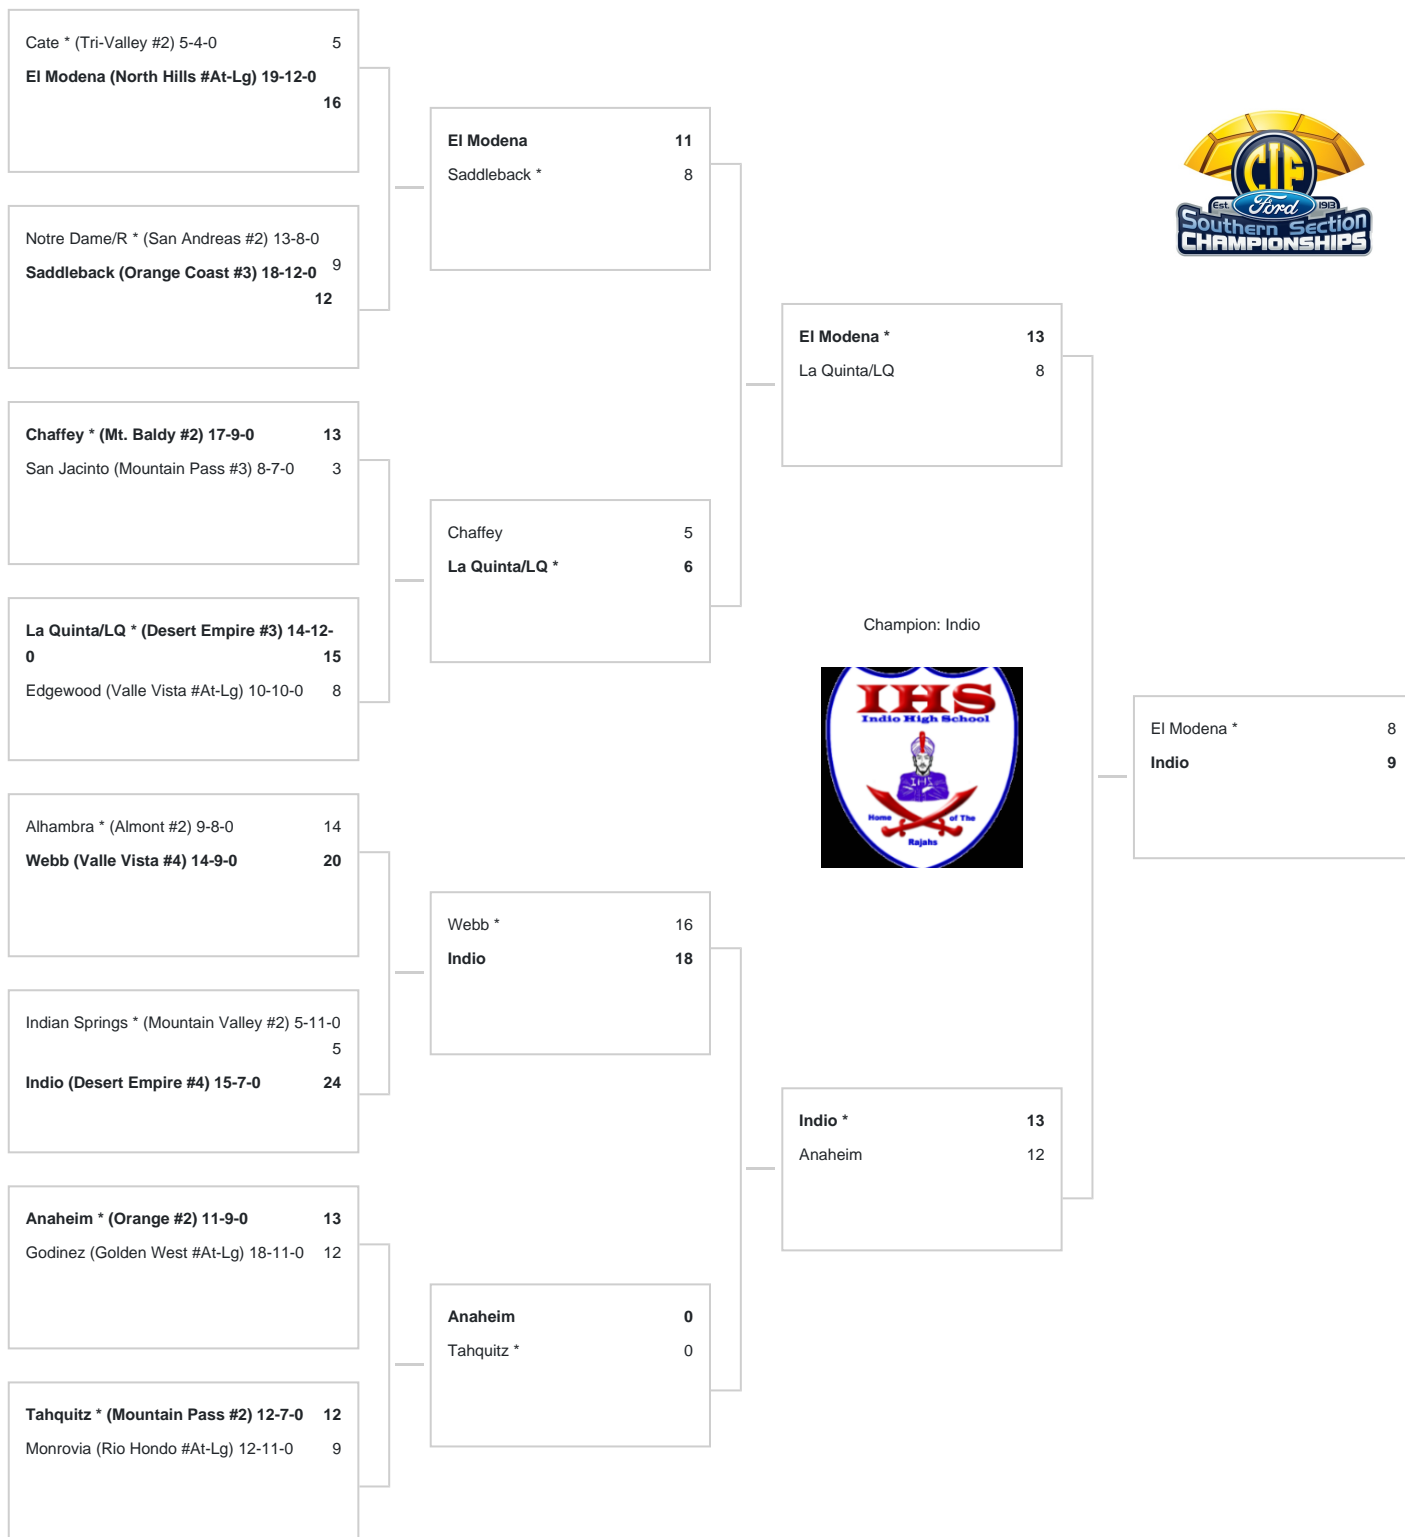 Cate * (Tri-Valley #2) 5-4-0 5
El Modena (North Hills #At-Lg) 19-12-0
16
Notre Dame/R * (San Andreas #2) 13-8-0
9
Saddleback (Orange Coast #3) 18-12-0
12
Chaffey * (Mt. Baldy #2) 17-9-0 13
San Jacinto (Mountain Pass #3) 8-7-0 3
La Quinta/LQ * (Desert Empire #3) 14-12-
0 15
Edgewood (Valle Vista #At-Lg) 10-10-0 8
Alhambra * (Almont #2) 9-8-0 14
Webb (Valle Vista #4) 14-9-0 20
Indian Springs * (Mountain Valley #2) 5-11-0
5
Indio (Desert Empire #4) 15-7-0 24
Anaheim * (Orange #2) 11-9-0 13
Godinez (Golden West #At-Lg) 18-11-0 12
Tahquitz * (Mountain Pass #2) 12-7-0 12
Monrovia (Rio Hondo #At-Lg) 12-11-0 9
El Modena 11
Saddleback * 8
Chaffey 5
La Quinta/LQ * 6
Webb * 16
Indio 18
Anaheim 0
Tahquitz * 0
El Modena * 13
La Quinta/LQ 8
Champion: Indio
IHS
Indio High School
IHS
Home of The
Rajahs
Indio * 13
Anaheim 12
CIF
Est. Ford 1913
Southern Section
CHAMPIONSHIPS
El Modena * 8
Indio 9